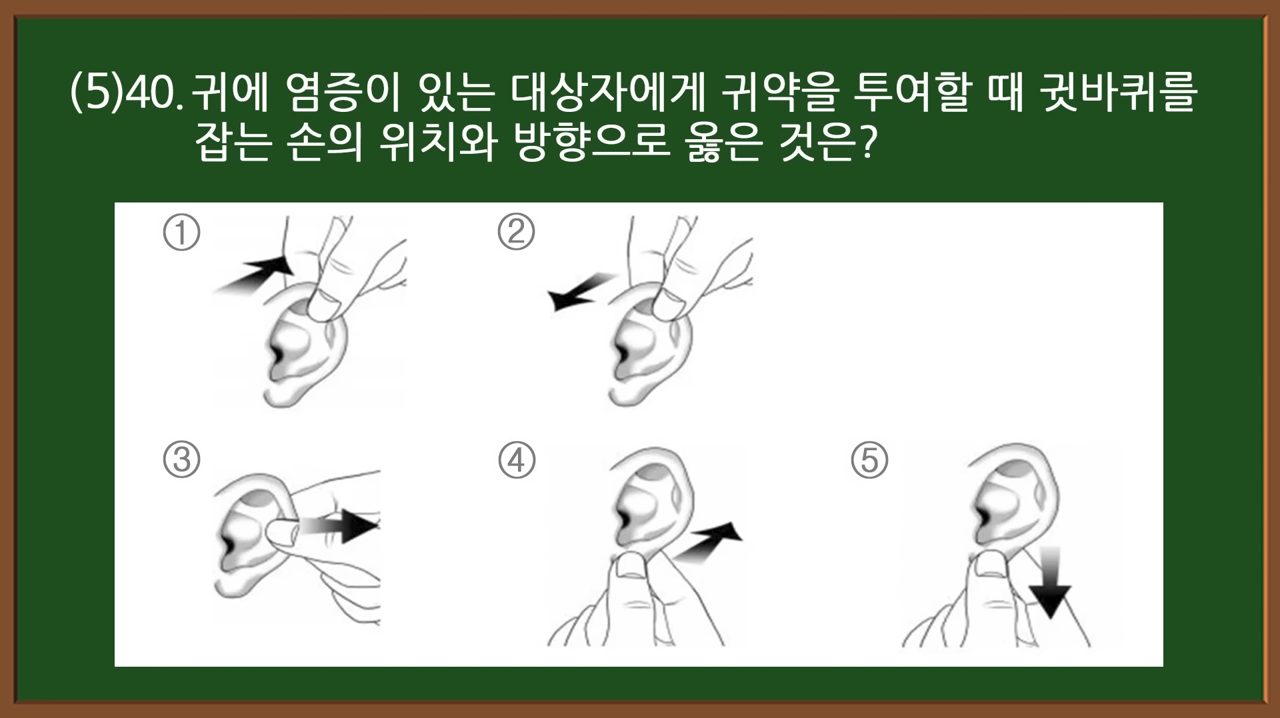 (5)40. 귀에 염증이 있는 대상자에게 귀약을 투여할 때 귓바퀴를
잡는 손의 위치와 방향으로 옳은 것은?
①
②
③
④
⑤